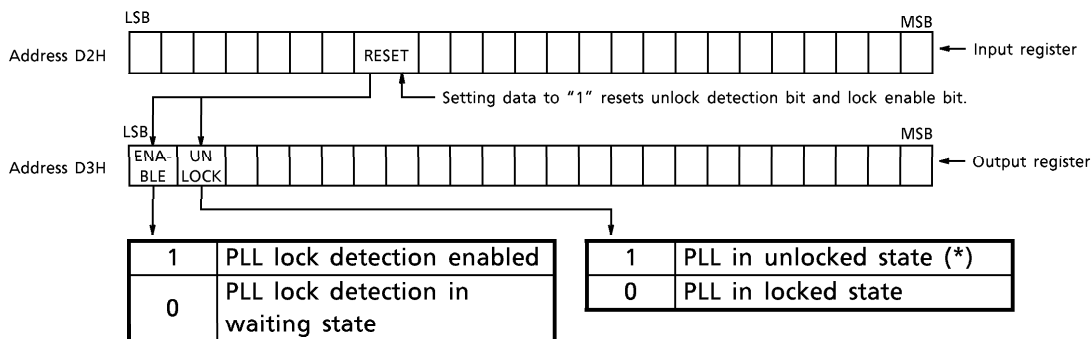 LSB MSB
Address D2H RESET Input register
Setting data to “1” resets unlock detection bit and lock enable bit.
LSB MSB
Address D3H ENA- UN Output register
BLE LOCK
1 PLL lock detection enabled
0 PLL lock detection in
waiting state
1 PLL in unlocked state (*)
0 PLL in locked state